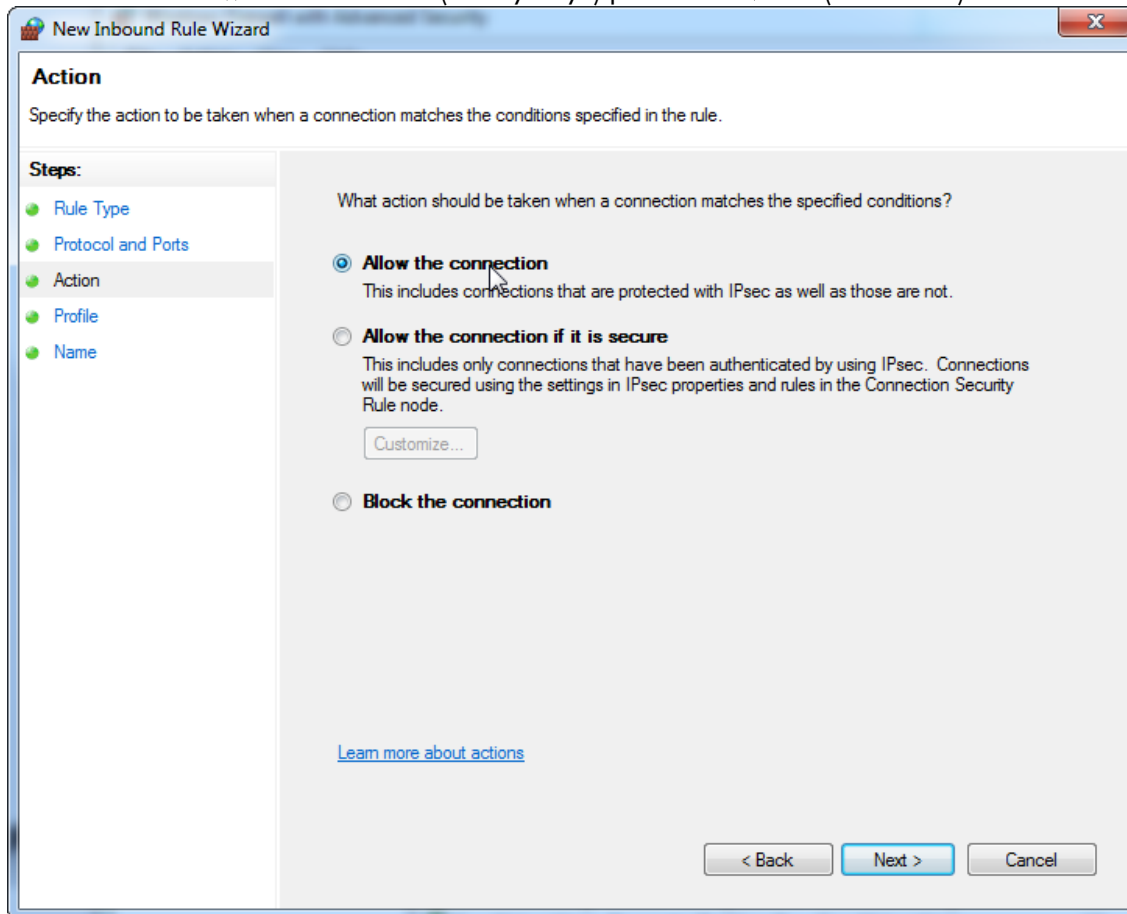 New Inbound Rule Wizard
Action
Specify the action to be taken when a connection matches the conditions specified in the rule.
Steps:
Rule Type
Protocol and Ports
Action
Profile
Name
What action should be taken when a connection matches the specified conditions?
Allow the connection
This includes connections that are protected with IPsec as well as those are not.
Allow the connection if it is secure
This includes only connections that have been authenticated by using IPsec. Connections
will be secured using the settings in IPsec properties and rules in the Connection Security
Rule node.
Customize...
Block the connection
Learn more about actions
< Back
Next >
Cancel